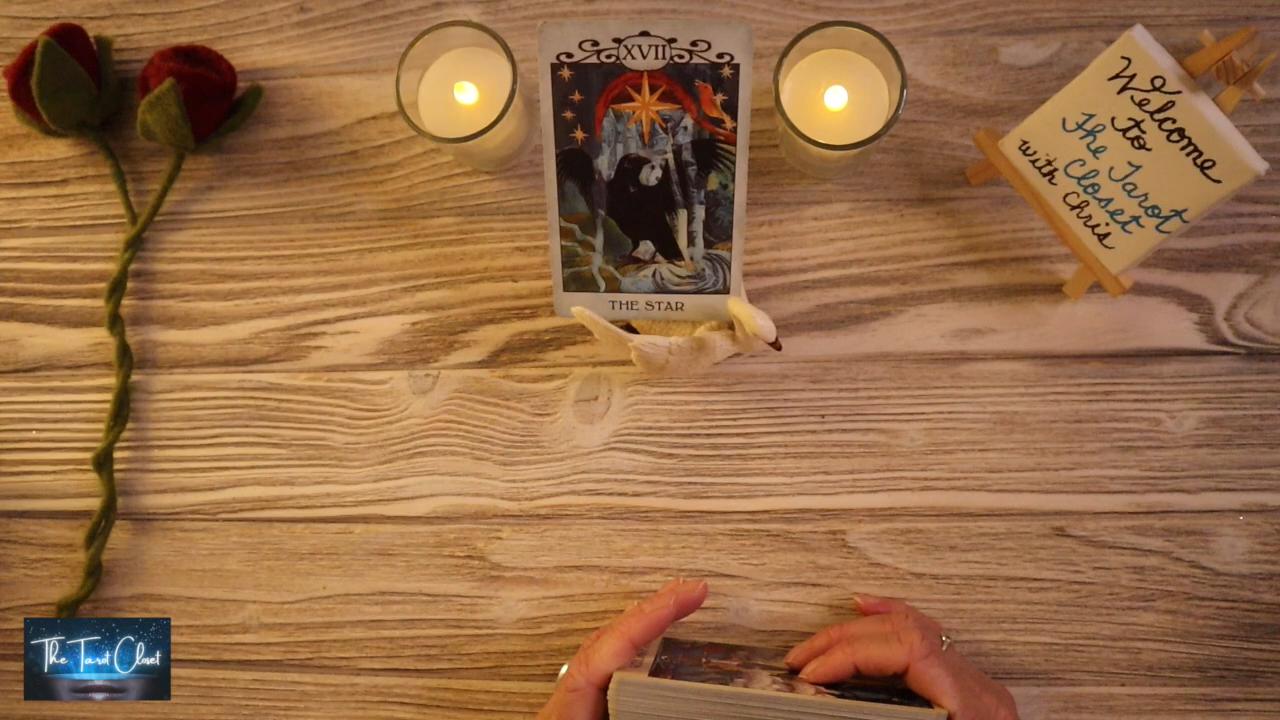 XVII
THE STAR
Welcome
to
The Tarot
Closet
with Chris
The Tarot Closet